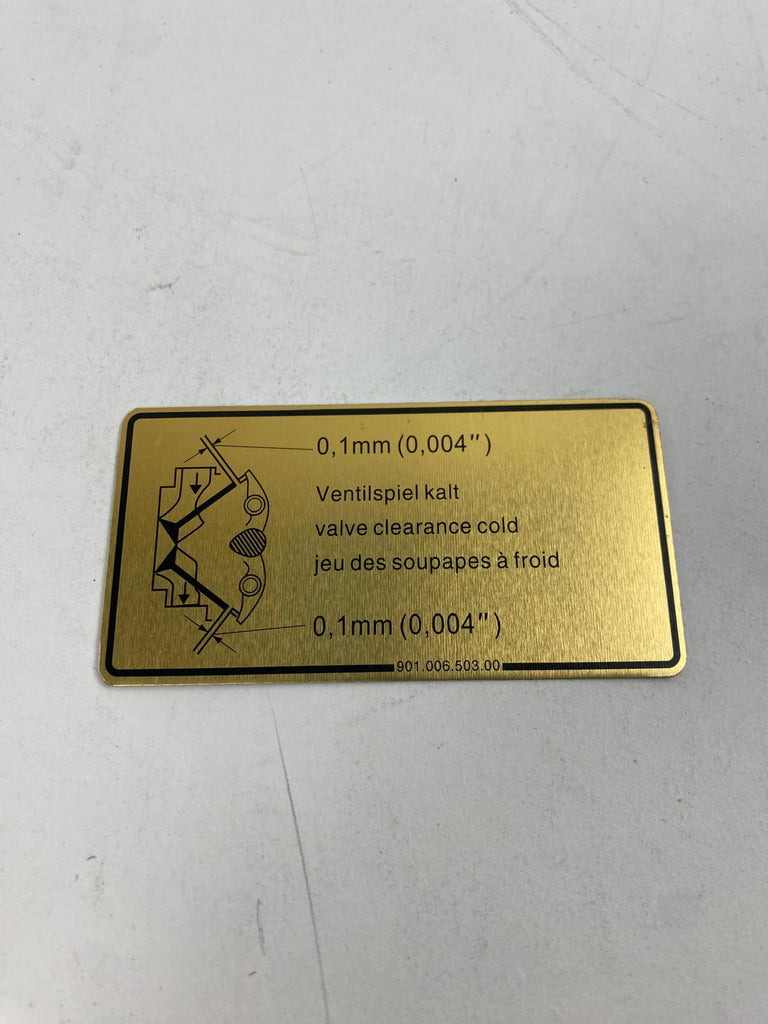 0,1mm (0,004")
Ventilspiel kalt
valve clearance cold
jeu des soupapes à froid
0,1mm (0,004")
901.006.503.00